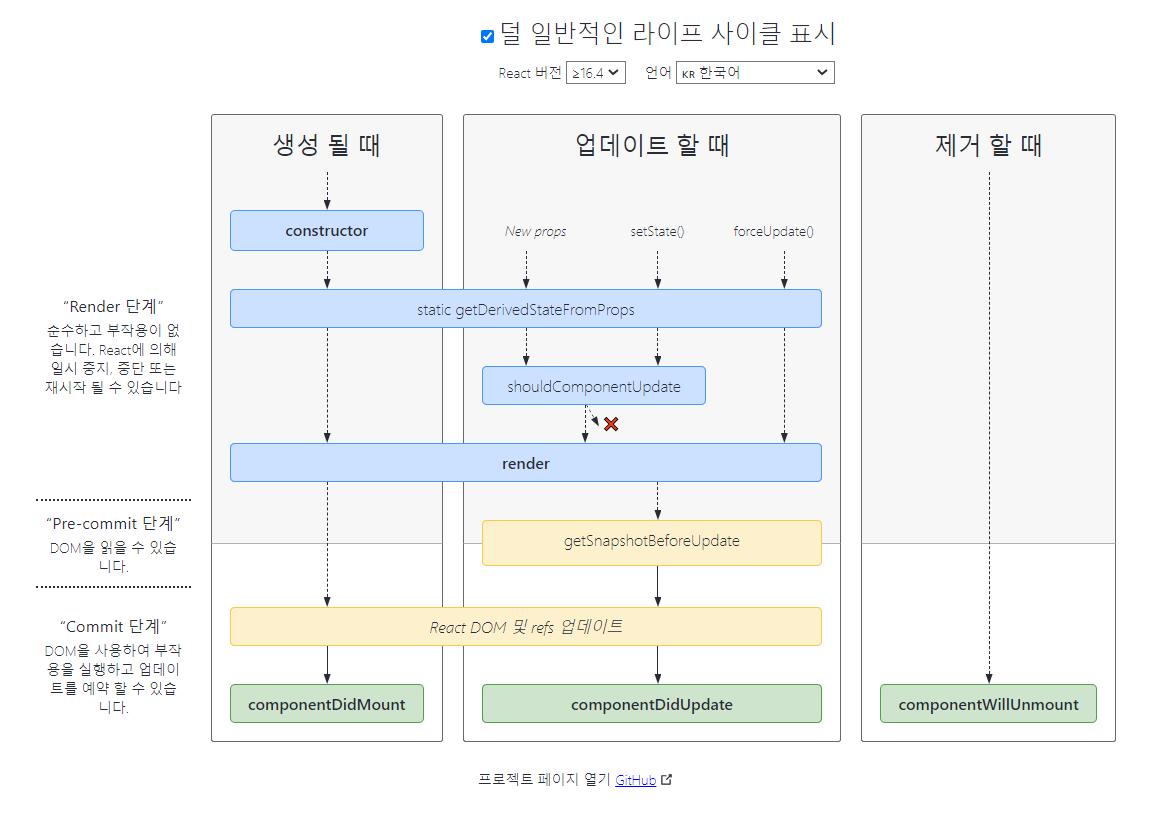 덜 일반적인 라이프 사이클 표시
React 버전 ≥16.4 언어 KR 한국어
생성 될 때
업데이트 할 때
제거 할 때
constructor
New props
setState()
forceUpdate()
static getDerivedStateFromProps
“Render 단계”
순수하고 부작용이 없
습니다. React에 의해
일시 중지, 중단 또는
재시작 될 수 있습니다
shouldComponentUpdate
render
“Pre-commit 단계”
DOM을 읽을 수 있습
니다.
getSnapshotBeforeUpdate
“Commit 단계”
DOM을 사용하여 부작
용을 실행하고 업데이
트를 예약 할 수 있습
니다.
React DOM 및 refs 업데이트
componentDidMount
componentDidUpdate
componentWillUnmount
프로젝트 페이지 열기 GitHub